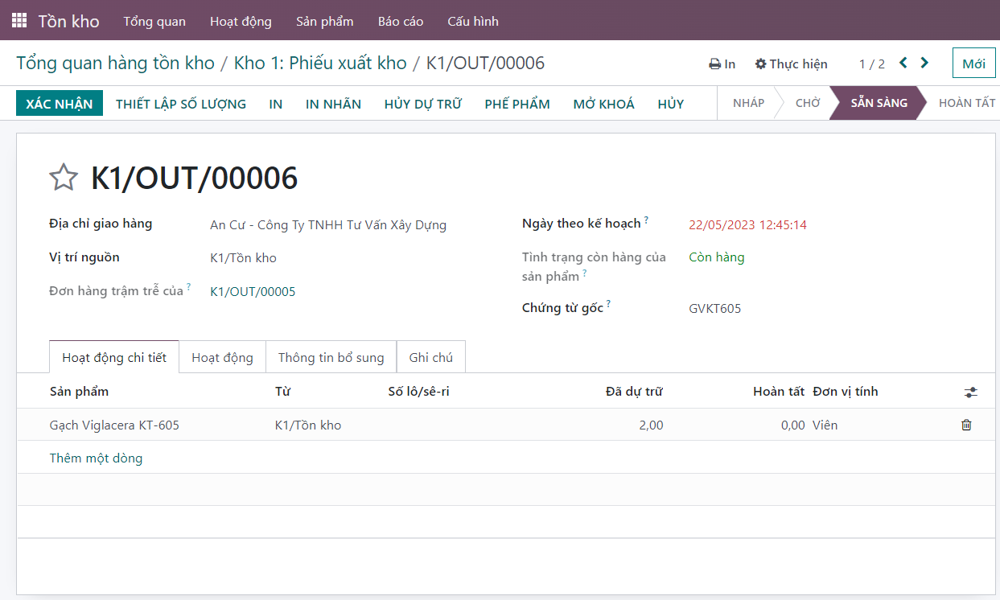 Tồn kho Tổng quan Hoạt động Sản phẩm Báo cáo Cấu hình
Tổng quan hàng tồn kho / Kho 1: Phiếu xuất kho / K1/OUT/00006 In Thực hiện 1 / 2 Mới
XÁC NHẬN THIẾT LẬP SỐ LƯỢNG IN IN NHÃN HỦY DỰ TRỮ PHẾ PHẨM MỞ KHOÁ HỦY NHÁP CHỜ SẴN SÀNG HOÀN TẤT
K1/OUT/00006
Địa chỉ giao hàng An Cư - Công Ty TNHH Tư Vấn Xây Dựng
Vị trí nguồn K1/Tồn kho
Đơn hàng trậm trễ của ? K1/OUT/00005
Ngày theo kế hoạch ? 22/05/2023 12:45:14
Tình trạng còn hàng của Còn hàng
sản phẩm ?
Chứng từ gốc ? GVKT605
Hoạt động chi tiết Hoạt động Thông tin bổ sung Ghi chú
Sản phẩm Từ Số lô/sê-ri Đã dự trữ Hoàn tất Đơn vị tính
Gạch Viglacera KT-605 K1/Tồn kho 2,00 0,00 Viên
Thêm một dòng